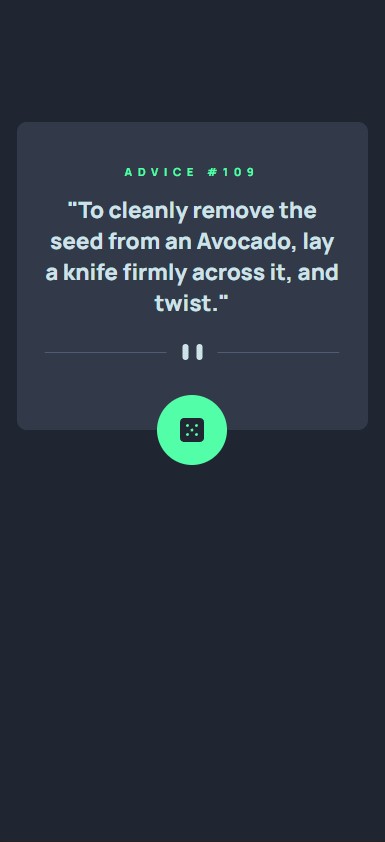 ADVICE #109
"To cleanly remove the
seed from an Avocado, lay
a knife firmly across it, and
twist."